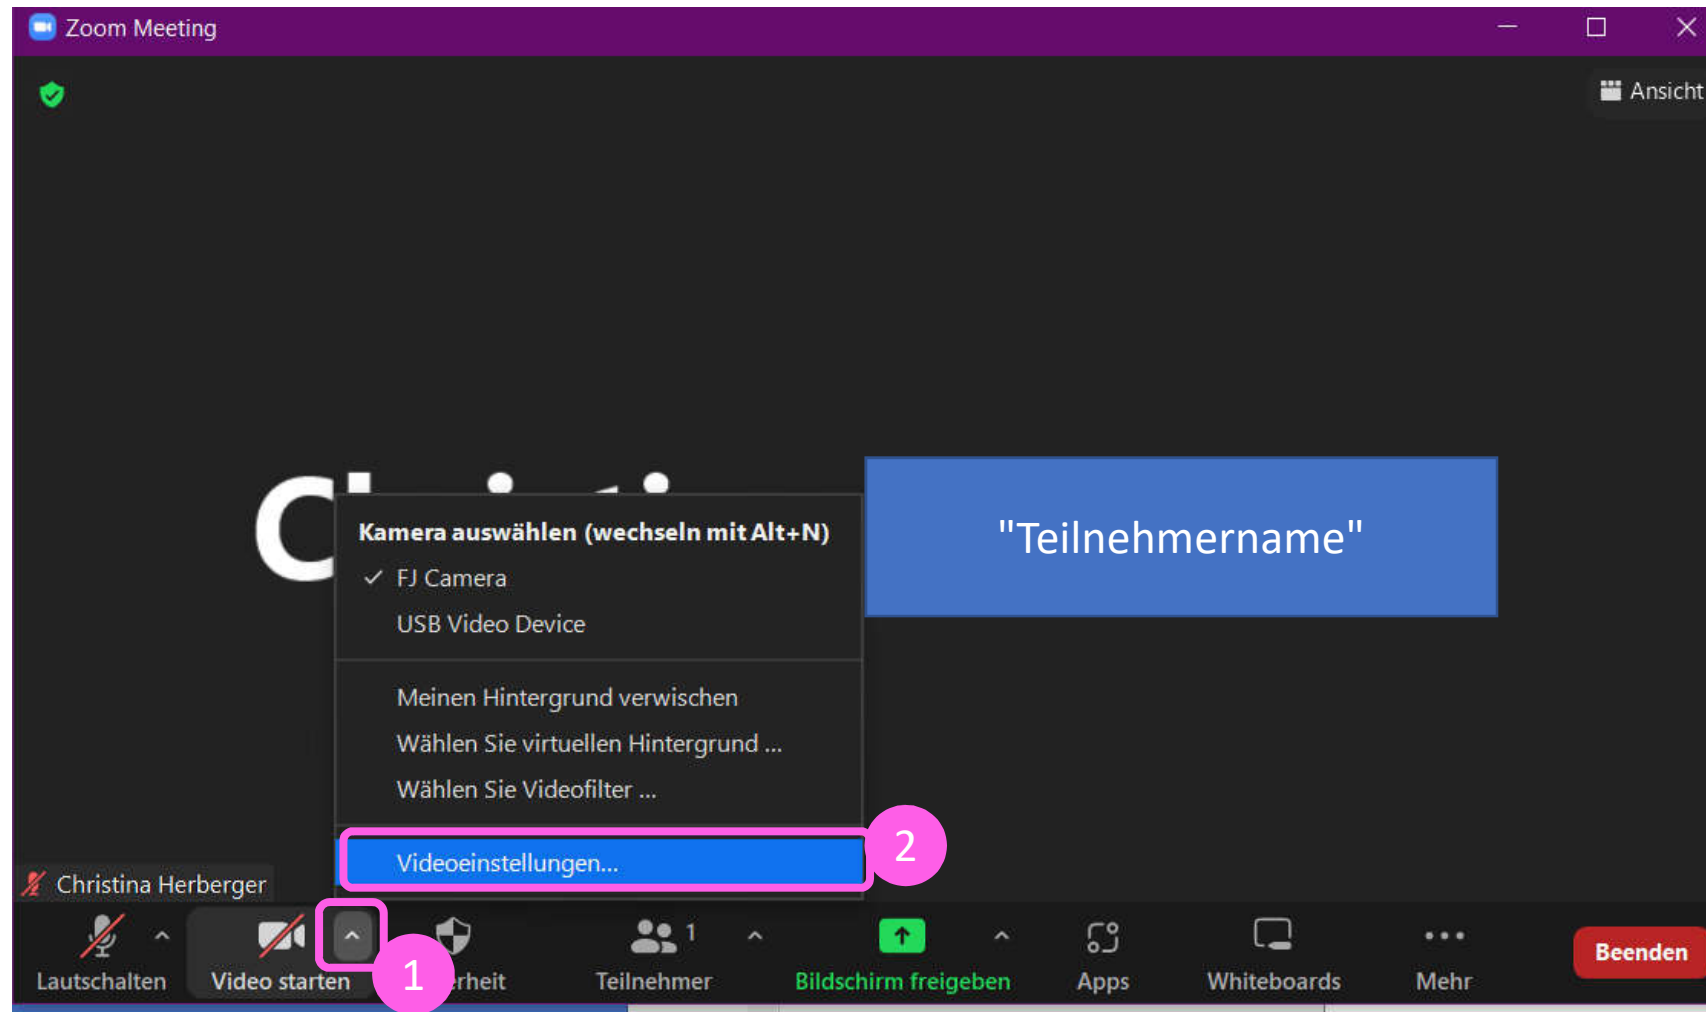 Zoom Meeting
Ansicht
"Teilnehmername"
Kamera auswählen (wechseln mit Alt+N)
FJ Camera
USB Video Device
Meinen Hintergrund verwischen
Wählen Sie virtuellen Hintergrund ...
Wählen Sie Videofilter ...
Videoeinstellungen...
2
Christina Herberger
1
1
Lautschalten
Video starten
erheit
Teilnehmer
Bildschirm freigeben
Apps
Whiteboards
Mehr
Beenden